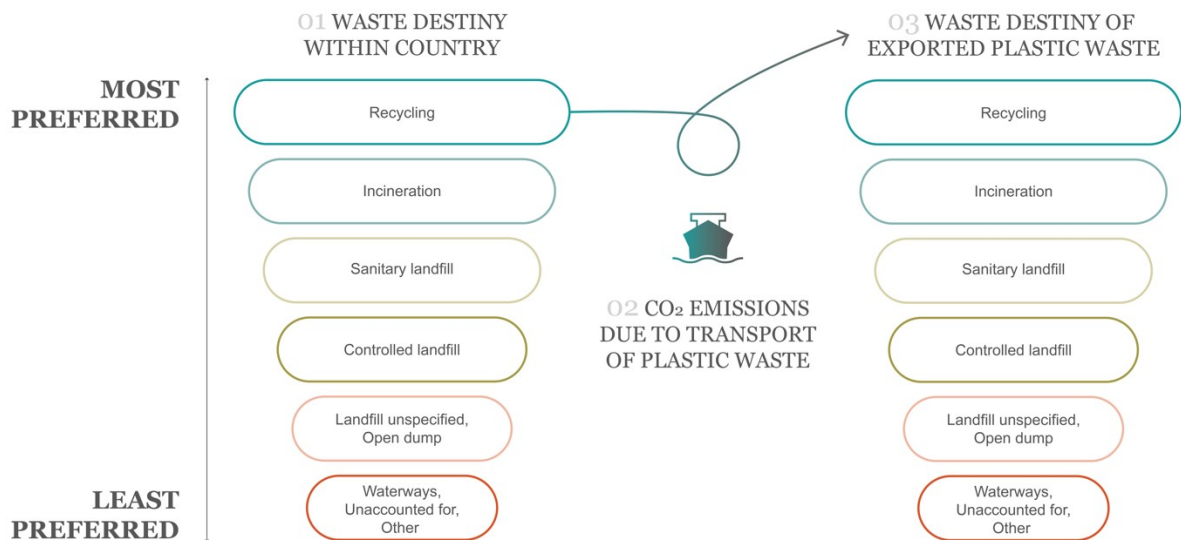 01 WASTE DESTINY
WITHIN COUNTRY
03 WASTE DESTINY OF
EXPORTED PLASTIC WASTE
MOST
PREFERRED
LEAST
PREFERRED
Recycling
Incineration
Sanitary landfill
Controlled landfill
Landfill unspecified,
Open dump
Waterways,
Unaccounted for,
Other
02 CO₂ EMISSIONS
DUE TO TRANSPORT
OF PLASTIC WASTE
Recycling
Incineration
Sanitary landfill
Controlled landfill
Landfill unspecified,
Open dump
Waterways,
Unaccounted for,
Other